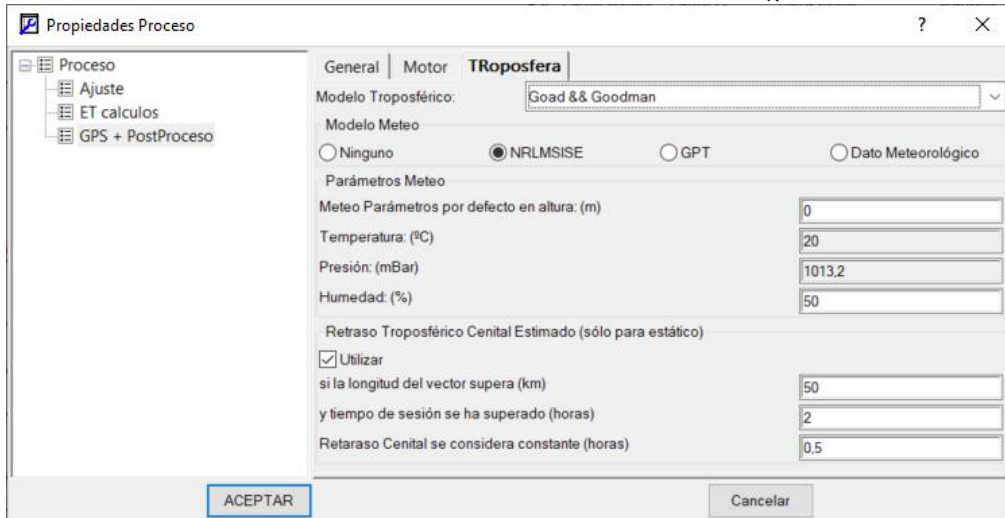 Propiedades Proceso ? ×
Proceso
Ajuste
ET calculos
GPS + PostProceso
General Motor TRoposfera
Modelo Troposférico: Goad && Goodman
Modelo Meteo
Ninguno NRLMSISE GPT Dato Meteorológico
Parámetros Meteo
Meteo Parámetros por defecto en altura: (m) 0
Temperatura: (ºC) 20
Presión: (mBar) 1013,2
Humedad: (%) 50
Retraso Troposférico Cenital Estimado (sólo para estático)
Utilizar
si la longitud del vector supera (km) 50
y tiempo de sesión se ha superado (horas) 2
Retaraso Cenital se considera constante (horas) 0,5
ACEPTAR Cancelar